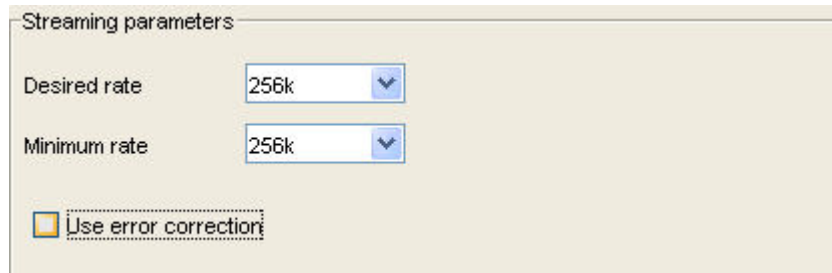 Streaming parameters
Desired rate 256k
Minimum rate 256k
Use error correction